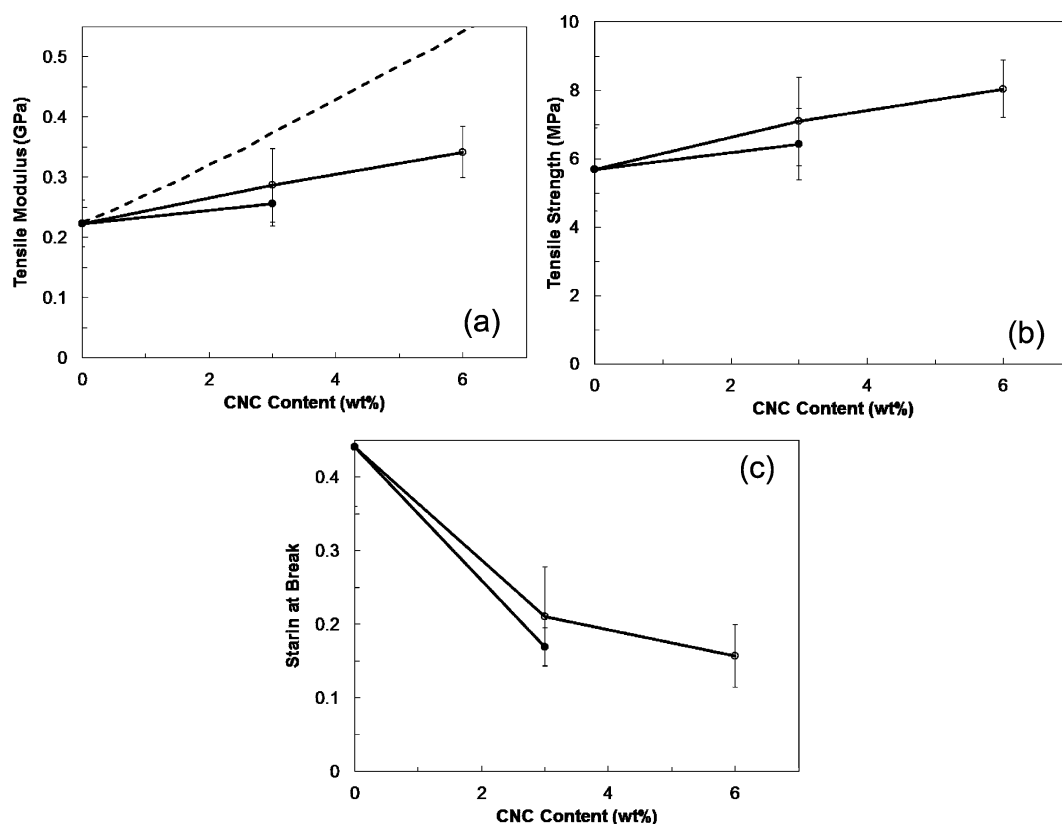 0.5
0.4
0.3
0.2
0.1
0
Tensile Modulus (GPa)
(a)
0 2 4 6
CNC Content (wt%)
10
8
6
4
2
0
Tensile Strength (MPa)
(b)
0 2 4 6
CNC Content (wt%)
0.4
0.3
0.2
0.1
0
Starin at Break
(c)
0 2 4 6
CNC Content (wt%)